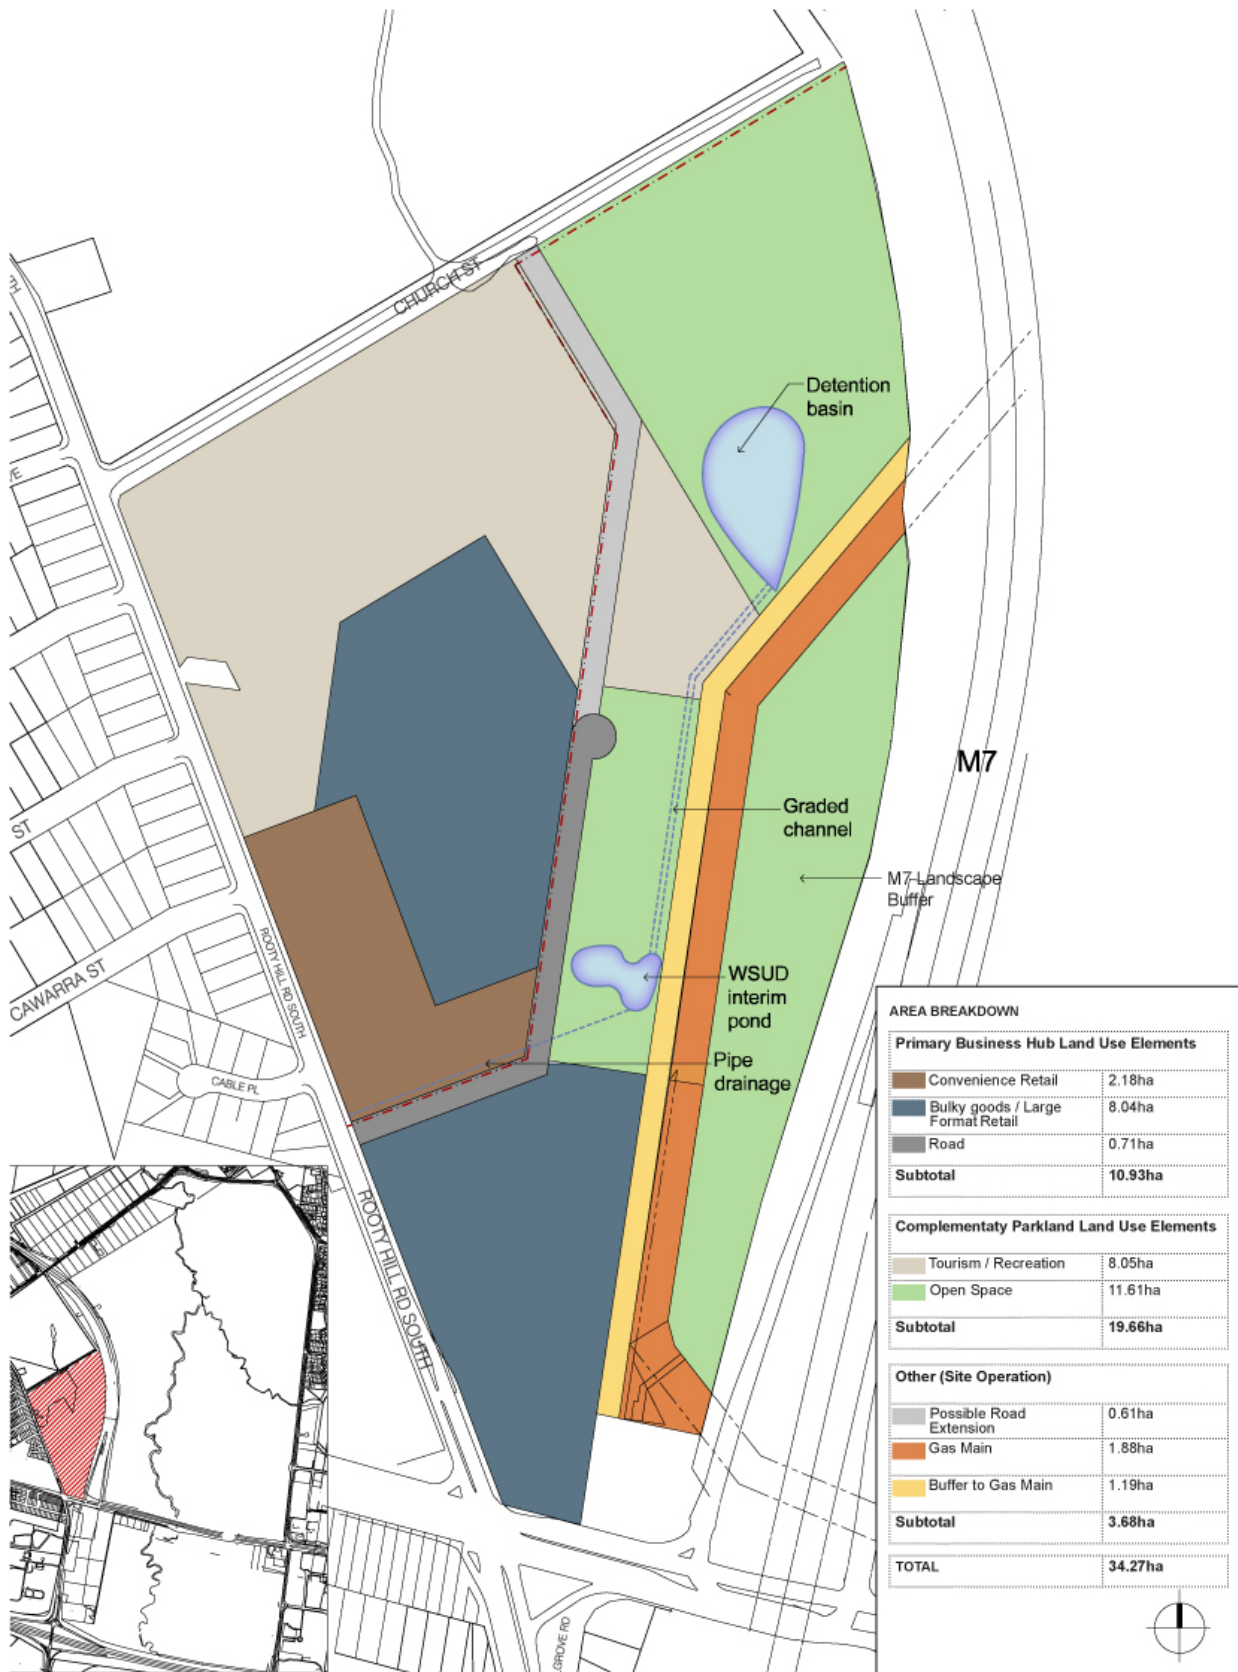 CHURCH ST
Detention
basin
M7
Graded
channel
M7 Landscape
Buffer
WSUD
interim
pond
Pipe
drainage
ST
CAWARRA ST
ROOTY HILL RD SOUTH
CABLE PL
ROOTY HILL RD SOUTH
GROVE RD
AREA BREAKDOWN
Primary Business Hub Land Use Elements
Convenience Retail 2.18ha
Bulky goods / Large 8.04ha
Format Retail
Road 0.71ha
Subtotal 10.93ha
Complementaty Parkland Land Use Elements
Tourism / Recreation 8.05ha
Open Space 11.61ha
Subtotal 19.66ha
Other (Site Operation)
Possible Road 0.61ha
Extension
Gas Main 1.88ha
Buffer to Gas Main 1.19ha
Subtotal 3.68ha
TOTAL 34.27ha